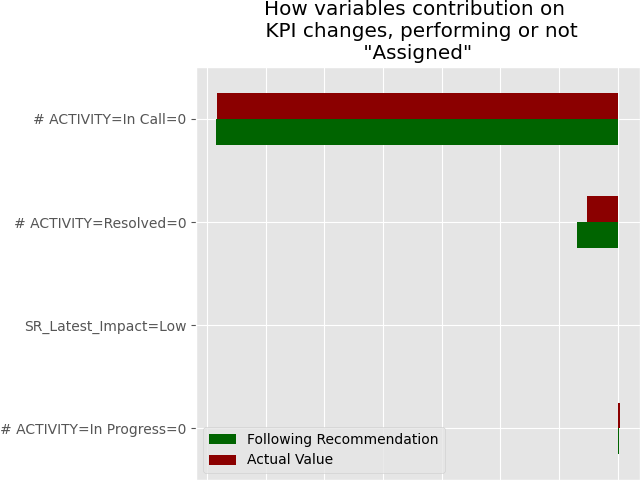 How variables contribution on
KPI changes, performing or not
"Assigned"
# ACTIVITY=In Call=0
# ACTIVITY=Resolved=0
SR_Latest_Impact=Low
# ACTIVITY=In Progress=0
Following Recommendation
Actual Value